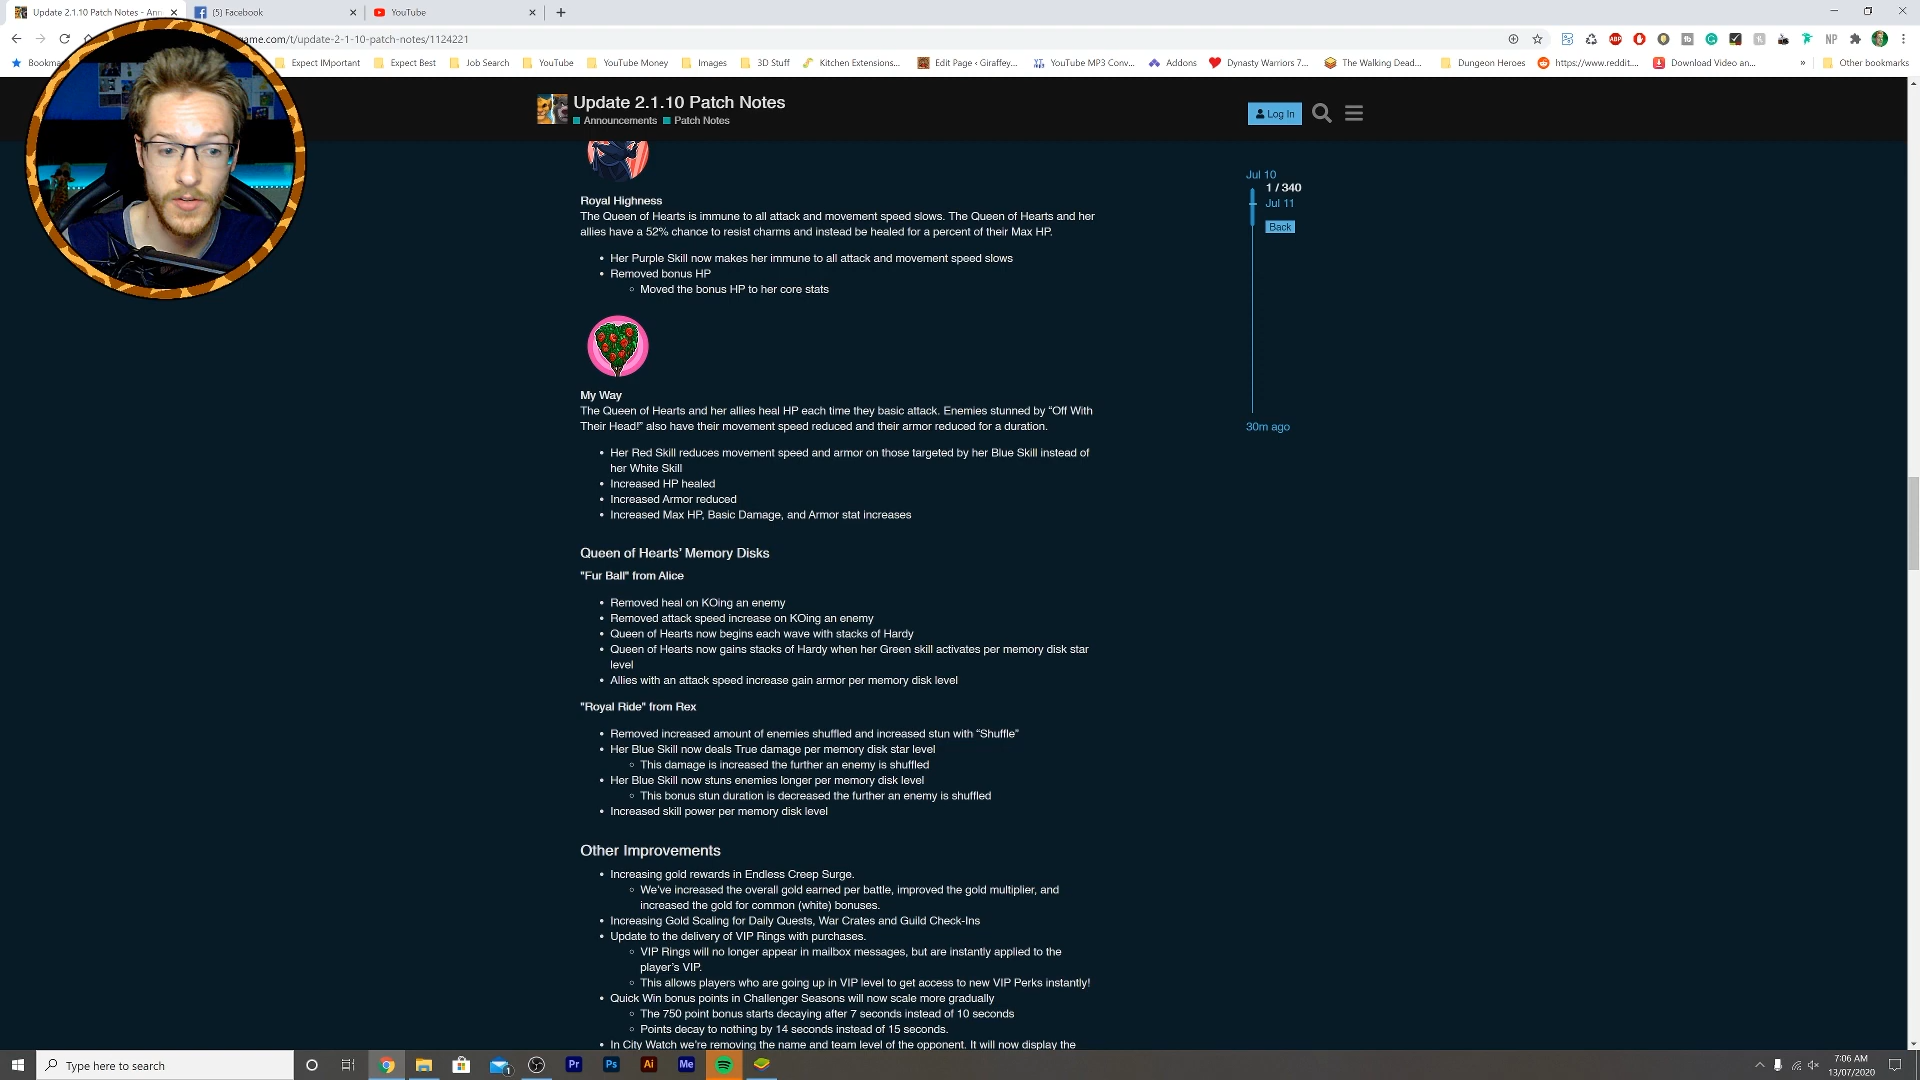 Update 2.1.10 Patch Notes - Ann
(5) Facebook
YouTube
game.com/t/update-2-1-10-patch-notes/1124221
Bookma
Expect IMportant
Expect Best
Job Search
YouTube
YouTube Money
Images
3D Stuff
Kitchen Extensions...
Edit Page ‹ Giraffey...
YouTube MP3 Conv...
Addons
Dynasty Warriors 7...
The Walking Dead...
Dungeon Heroes
https://www.reddit....
Download Video an...
»
Other bookmarks
Update 2.1.10 Patch Notes
Announcements Patch Notes
Log In
Royal Highness
The Queen of Hearts is immune to all attack and movement speed slows. The Queen of Hearts and her
allies have a 52% chance to resist charms and instead be healed for a percent of their Max HP.
• Her Purple Skill now makes her immune to all attack and movement speed slows
• Removed bonus HP
◦ Moved the bonus HP to her core stats
My Way
The Queen of Hearts and her allies heal HP each time they basic attack. Enemies stunned by “Off With
Their Head!” also have their movement speed reduced and their armor reduced for a duration.
• Her Red Skill reduces movement speed and armor on those targeted by her Blue Skill instead of
her White Skill
• Increased HP healed
• Increased Armor reduced
• Increased Max HP, Basic Damage, and Armor stat increases
Queen of Hearts’ Memory Disks
"Fur Ball" from Alice
• Removed heal on KOing an enemy
• Removed attack speed increase on KOing an enemy
• Queen of Hearts now begins each wave with stacks of Hardy
• Queen of Hearts now gains stacks of Hardy when her Green skill activates per memory disk star
level
• Allies with an attack speed increase gain armor per memory disk level
"Royal Ride" from Rex
• Removed increased amount of enemies shuffled and increased stun with “Shuffle”
• Her Blue Skill now deals True damage per memory disk star level
◦ This damage is increased the further an enemy is shuffled
• Her Blue Skill now stuns enemies longer per memory disk level
◦ This bonus stun duration is decreased the further an enemy is shuffled
• Increased skill power per memory disk level
Other Improvements
• Increasing gold rewards in Endless Creep Surge.
◦ We’ve increased the overall gold earned per battle, improved the gold multiplier, and
increased the gold for common (white) bonuses.
• Increasing Gold Scaling for Daily Quests, War Crates and Guild Check-Ins
• Update to the delivery of VIP Rings with purchases.
◦ VIP Rings will no longer appear in mailbox messages, but are instantly applied to the
player’s VIP.
◦ This allows players who are going up in VIP level to get access to new VIP Perks instantly!
• Quick Win bonus points in Challenger Seasons will now scale more gradually
◦ The 750 point bonus starts decaying after 7 seconds instead of 10 seconds
◦ Points decay to nothing by 14 seconds instead of 15 seconds.
• In City Watch we’re removing the name and team level of the opponent. It will now display the
Jul 10
1 / 340
Jul 11
Back
30m ago
Type here to search
Pr
Ps
Ai
Me
7:06 AM
13/07/2020